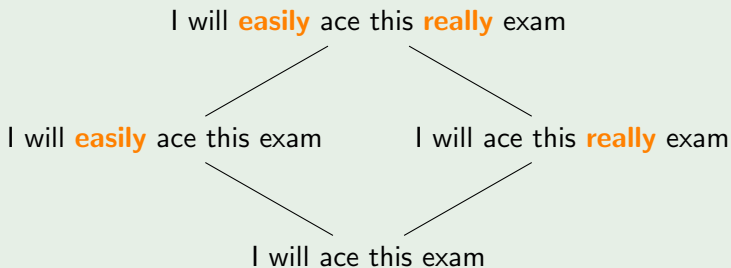 I will easily ace this really exam
I will easily ace this exam
I will ace this really exam
I will ace this exam